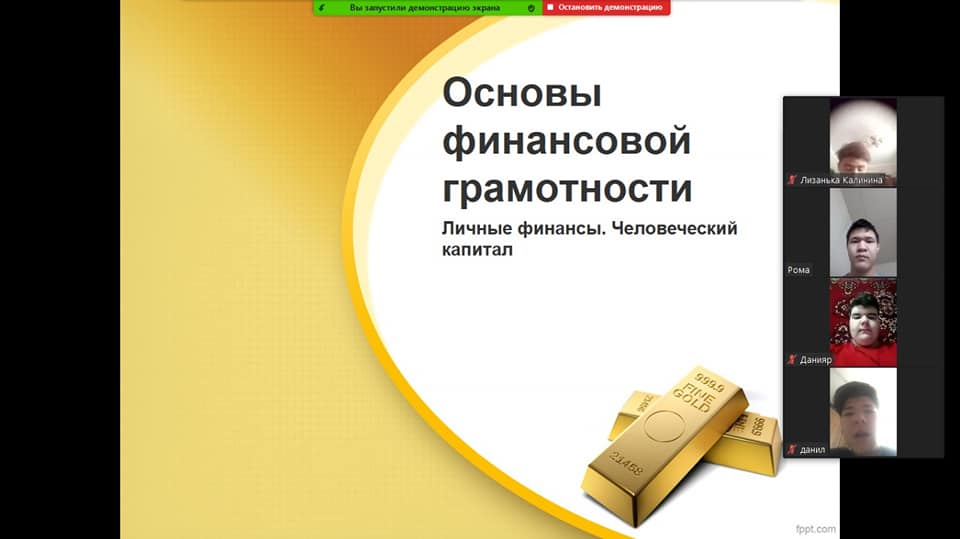 Вы запустили демонстрацию экрана
Остановить демонстрацию
Основы
финансовой
грамотности
Личные финансы. Человеческий
капитал
Лизанька Калинина
Рома
Данияр
данил
999.9
FINE
GOLD
21458
fppt.com